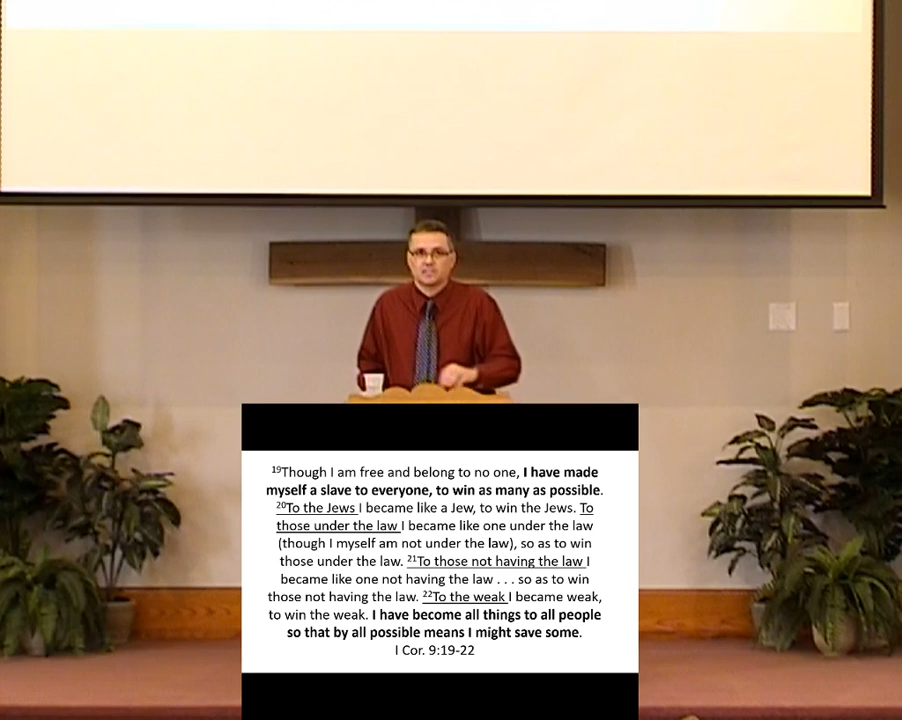 ¹⁹Though I am free and belong to no one, I have made
myself a slave to everyone, to win as many as possible.
²⁰To the Jews I became like a Jew, to win the Jews. To
those under the law I became like one under the law
(though I myself am not under the law), so as to win
those under the law. ²¹To those not having the law I
became like one not having the law . . . so as to win
those not having the law. ²²To the weak I became weak,
to win the weak. I have become all things to all people
so that by all possible means I might save some.
I Cor. 9:19-22